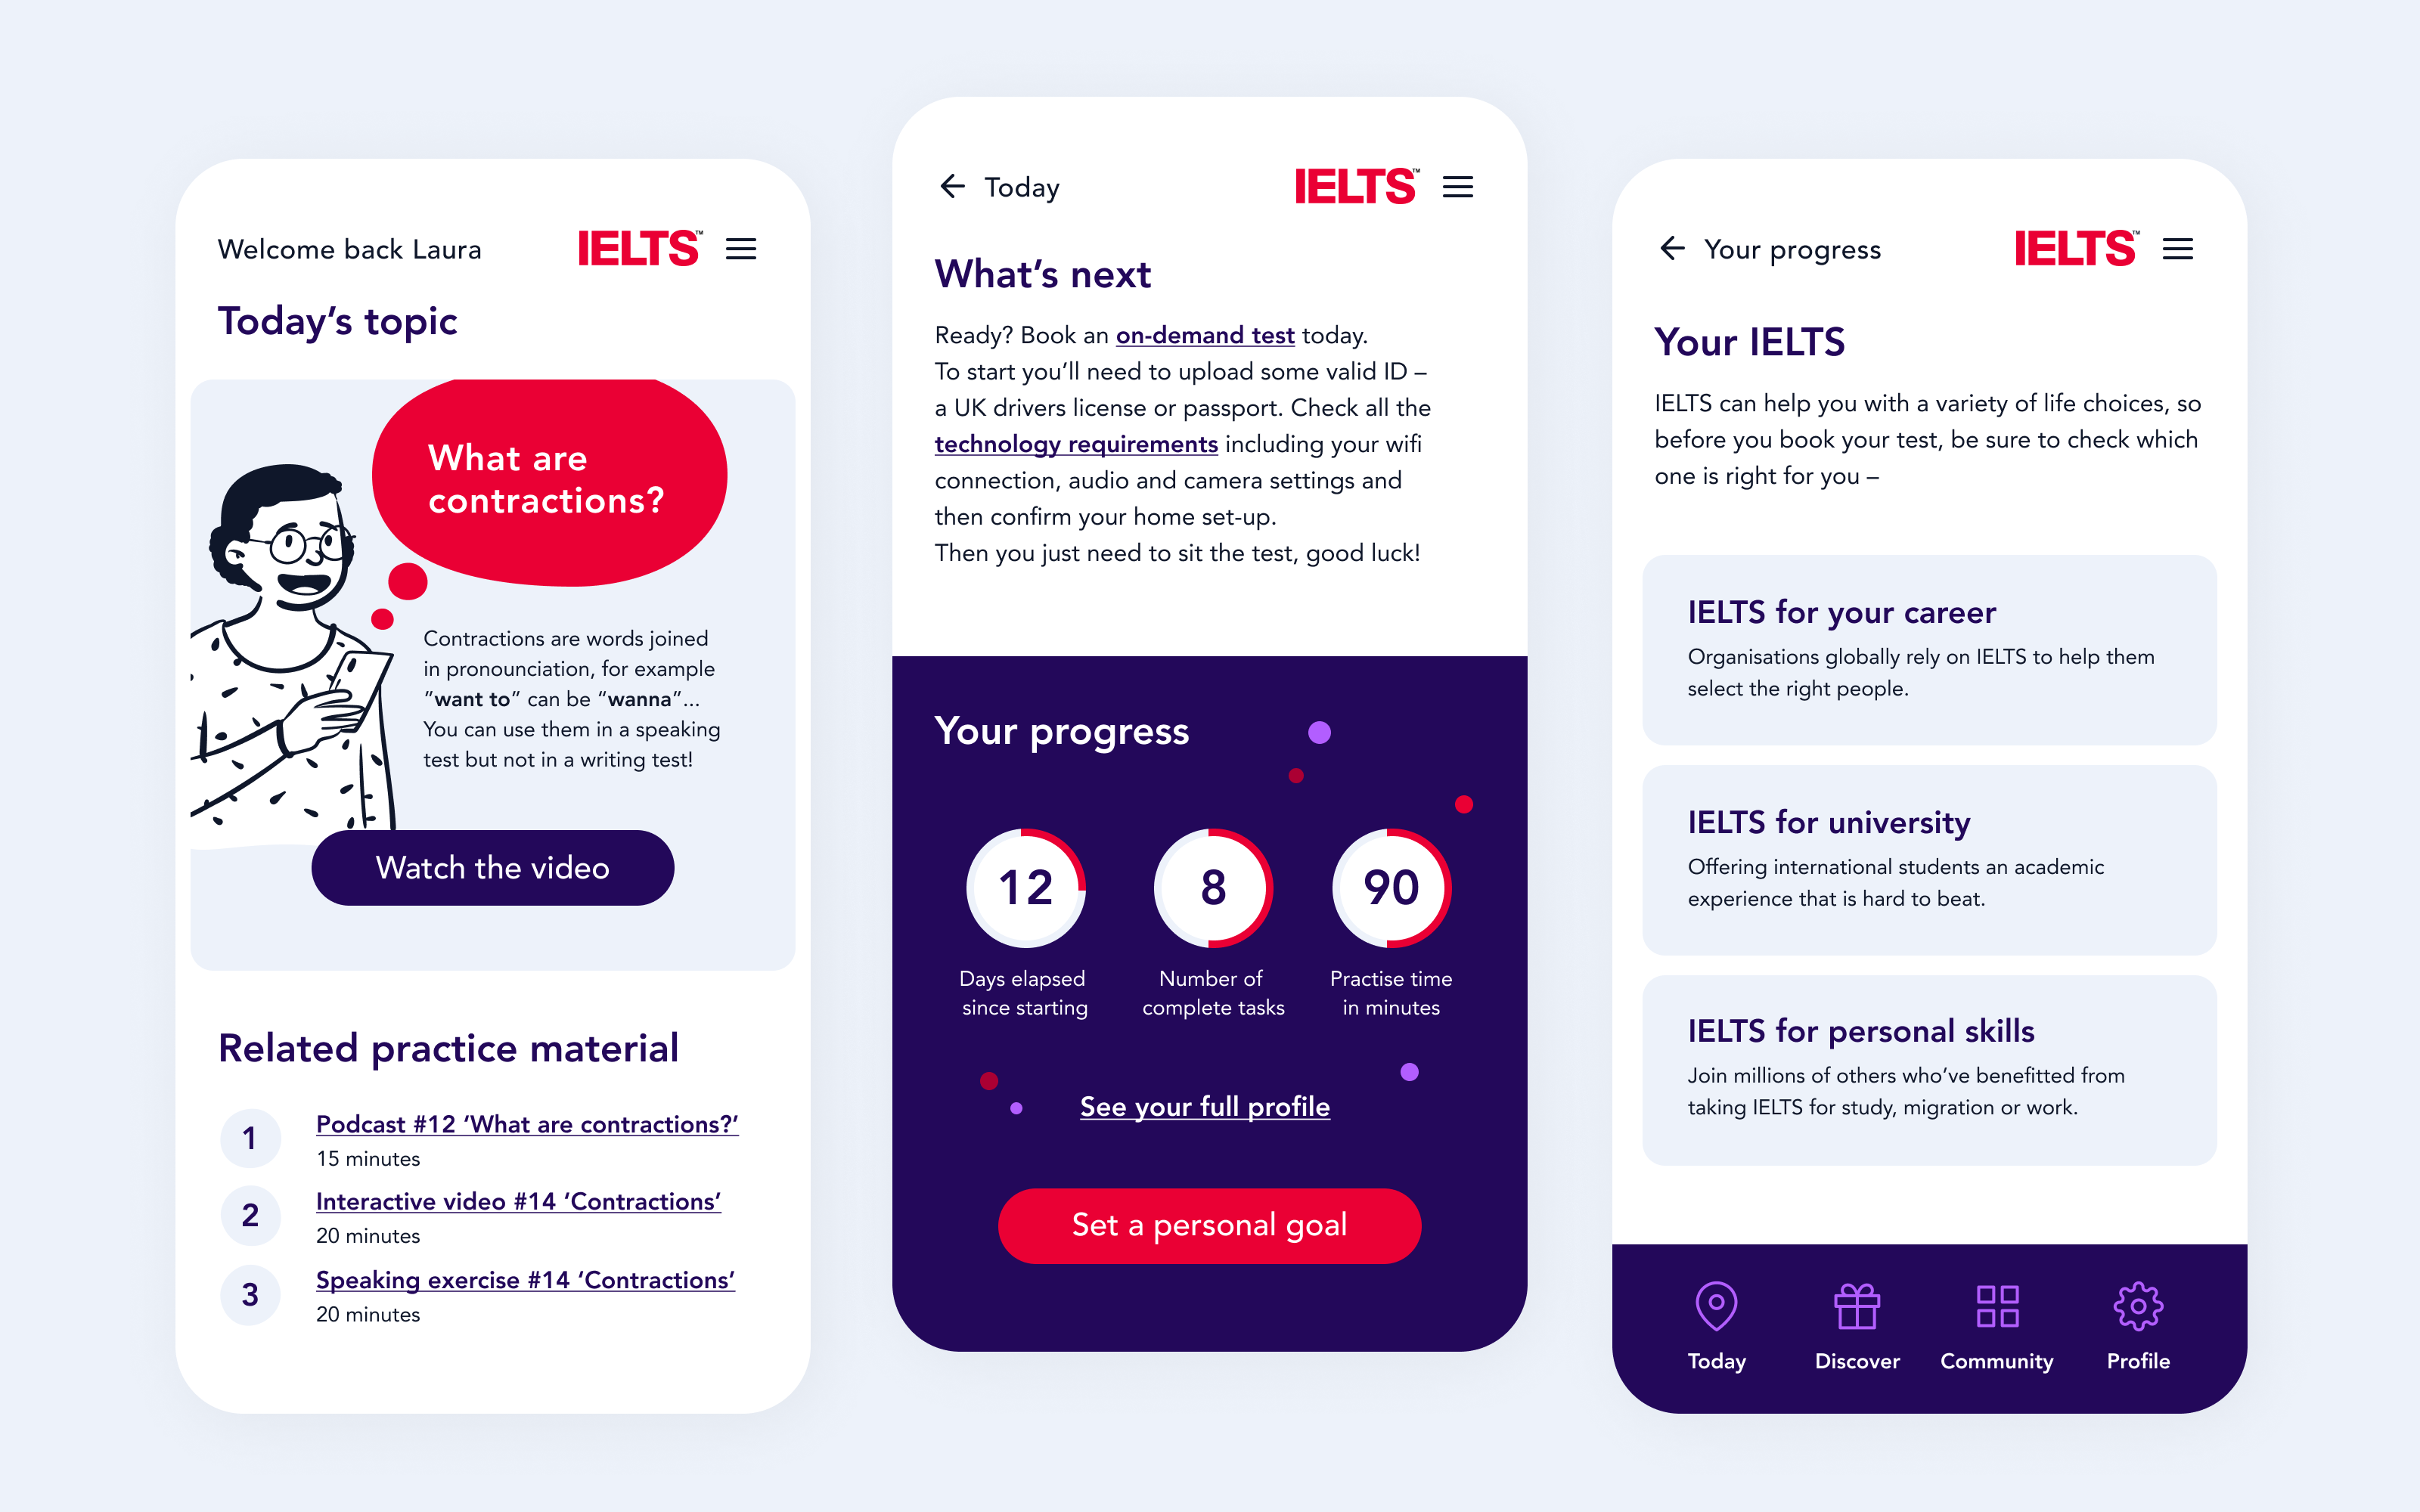 Welcome back Laura
IELTS™
Today’s topic
What are
contractions?
Contractions are words joined
in pronounciation, for example
”want to” can be “wanna”...
You can use them in a speaking
test but not in a writing test!
Watch the video
Related practice material
1
Podcast #12 ‘What are contractions?’
15 minutes
2
Interactive video #14 ‘Contractions’
20 minutes
3
Speaking exercise #14 ‘Contractions’
20 minutes
Today
IELTS™
What’s next
Ready? Book an on-demand test today.
To start you’ll need to upload some valid ID –
a UK drivers license or passport. Check all the
technology requirements including your wifi
connection, audio and camera settings and
then confirm your home set-up.
Then you just need to sit the test, good luck!
Your progress
12
Days elapsed
since starting
8
Number of
complete tasks
90
Practise time
in minutes
See your full profile
Set a personal goal
Your progress
IELTS™
Your IELTS
IELTS can help you with a variety of life choices, so
before you book your test, be sure to check which
one is right for you –
IELTS for your career
Organisations globally rely on IELTS to help them
select the right people.
IELTS for university
Offering international students an academic
experience that is hard to beat.
IELTS for personal skills
Join millions of others who’ve benefitted from
taking IELTS for study, migration or work.
Today
Discover
Community
Profile